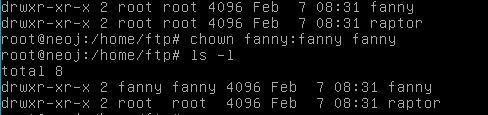 drwxr-xr-x 2 root root 4096 Feb  7 08:31 fanny
drwxr-xr-x 2 root root 4096 Feb  7 08:31 raptor
root@neoj:/home/ftp# chown fanny:fanny fanny
root@neoj:/home/ftp# ls -l
total 8
drwxr-xr-x 2 fanny fanny 4096 Feb  7 08:31 fanny
drwxr-xr-x 2 root  root  4096 Feb  7 08:31 raptor